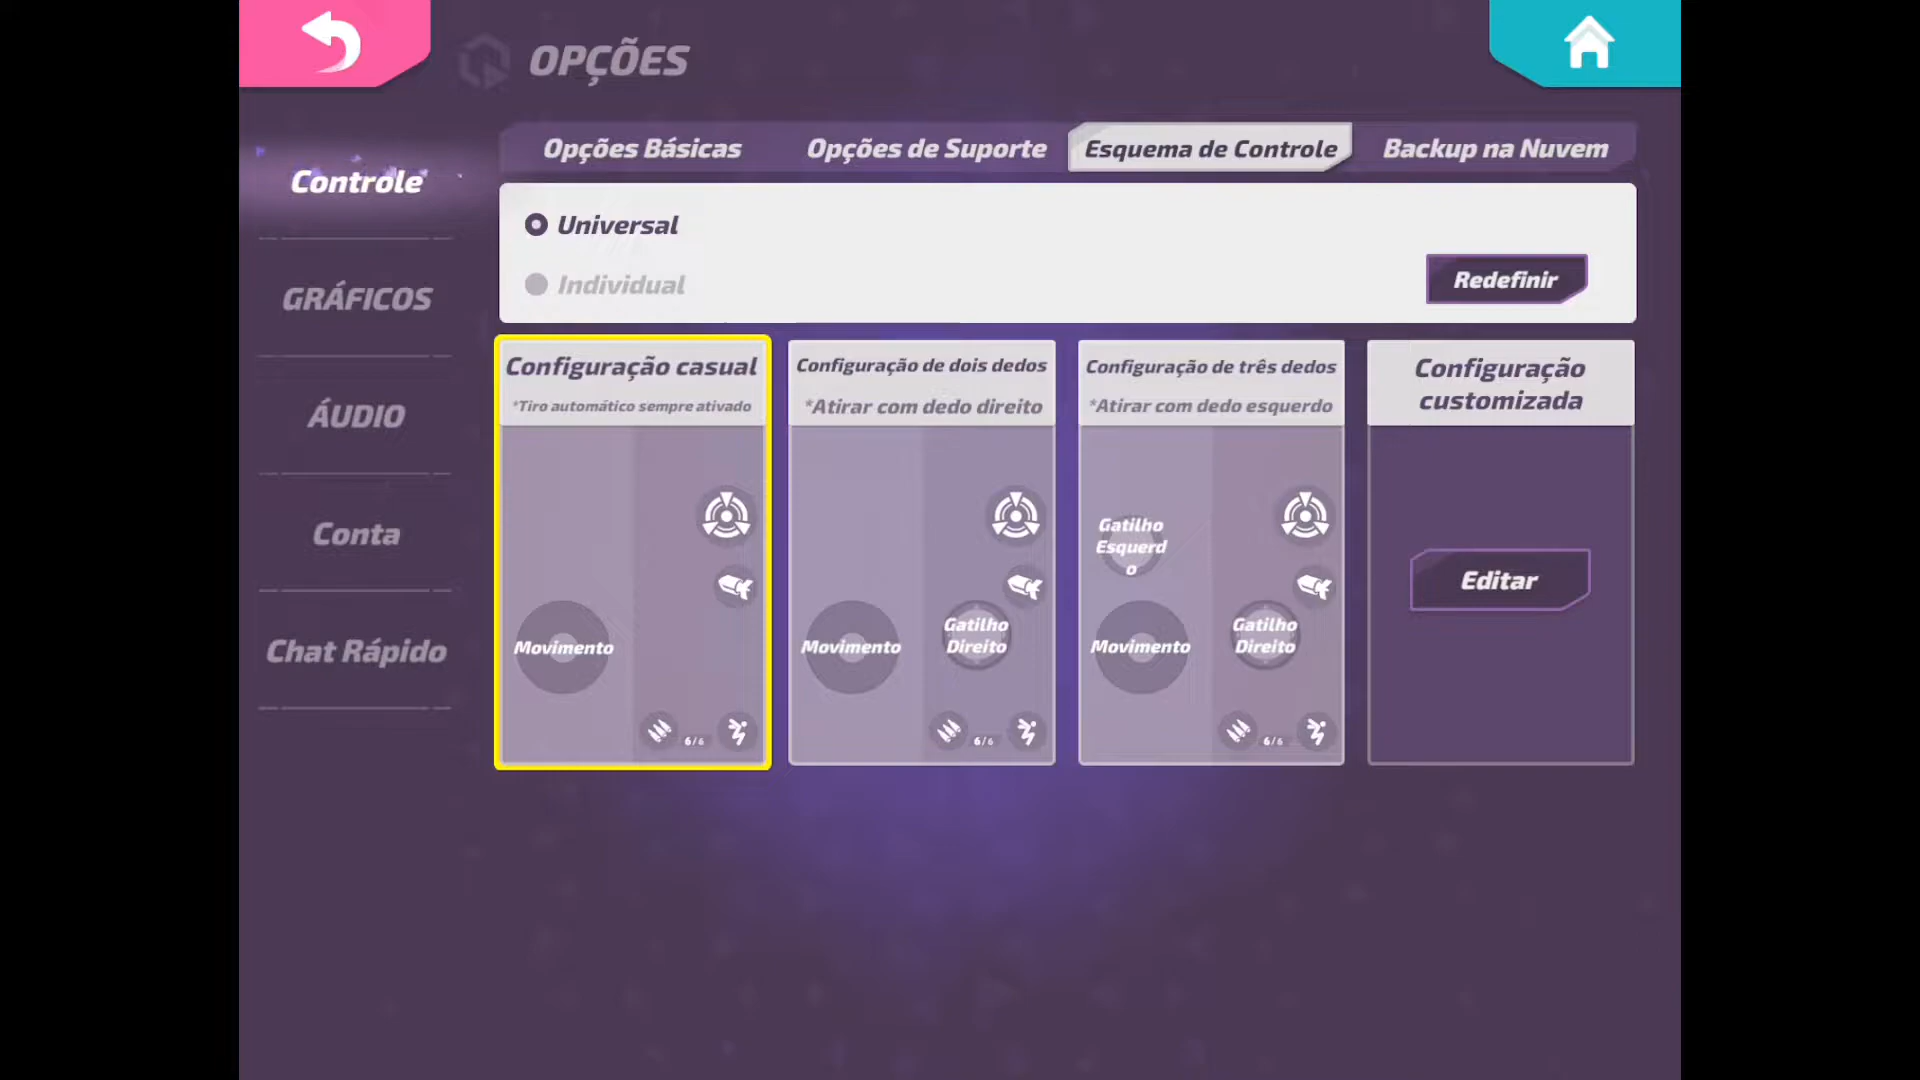 OPÇÕES
Opções Básicas
Opções de Suporte
Esquema de Controle
Backup na Nuvem
Controle
GRÁFICOS
ÁUDIO
Conta
Chat Rápido
Universal
Individual
Redefinir
Configuração casual
*Tiro automático sempre ativado
Movimento
6/6
Configuração de dois dedos
*Atirar com dedo direito
Movimento
Gatilho
Direito
6/6
Configuração de três dedos
*Atirar com dedo esquerdo
Gatilho
Esquerd
o
Movimento
Gatilho
Direito
6/6
Configuração
customizada
Editar